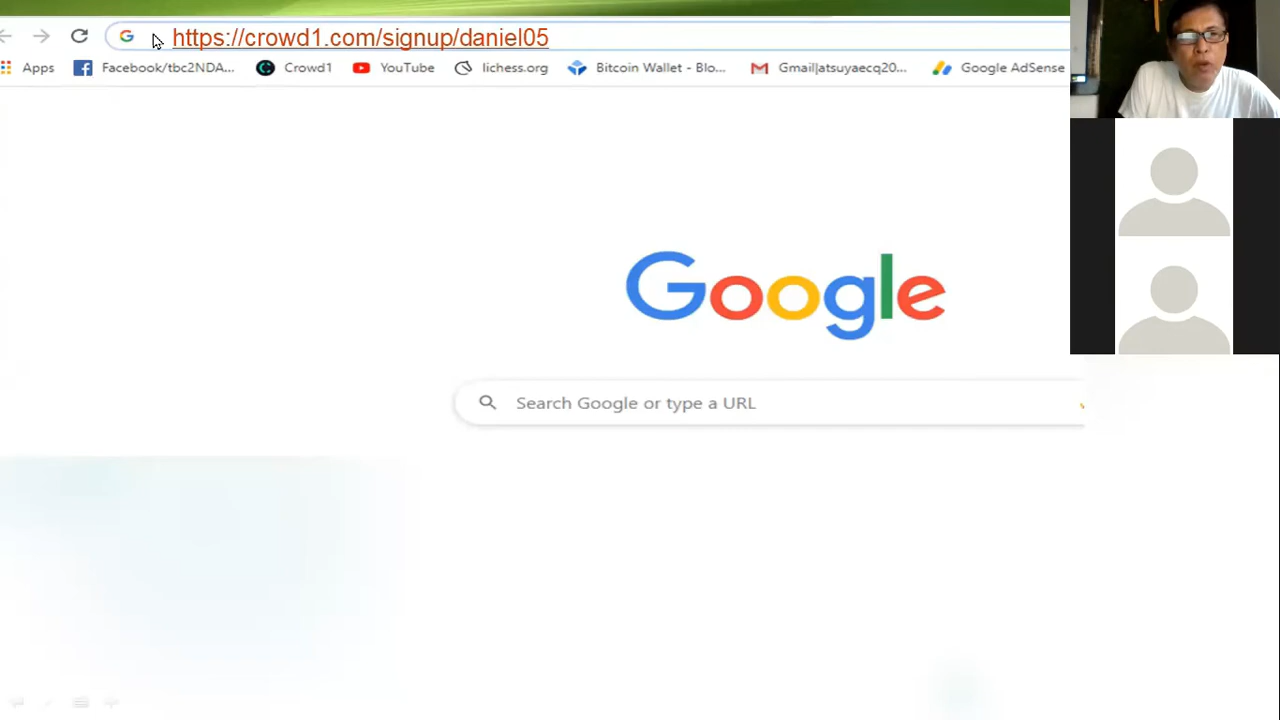 https://crowd1.com/signup/daniel05
Apps Facebook/tbc2NDA... Crowd1 YouTube lichess.org Bitcoin Wallet - Blo... Gmail|atsuyaecq20... Google AdSense
Google
Search Google or type a URL